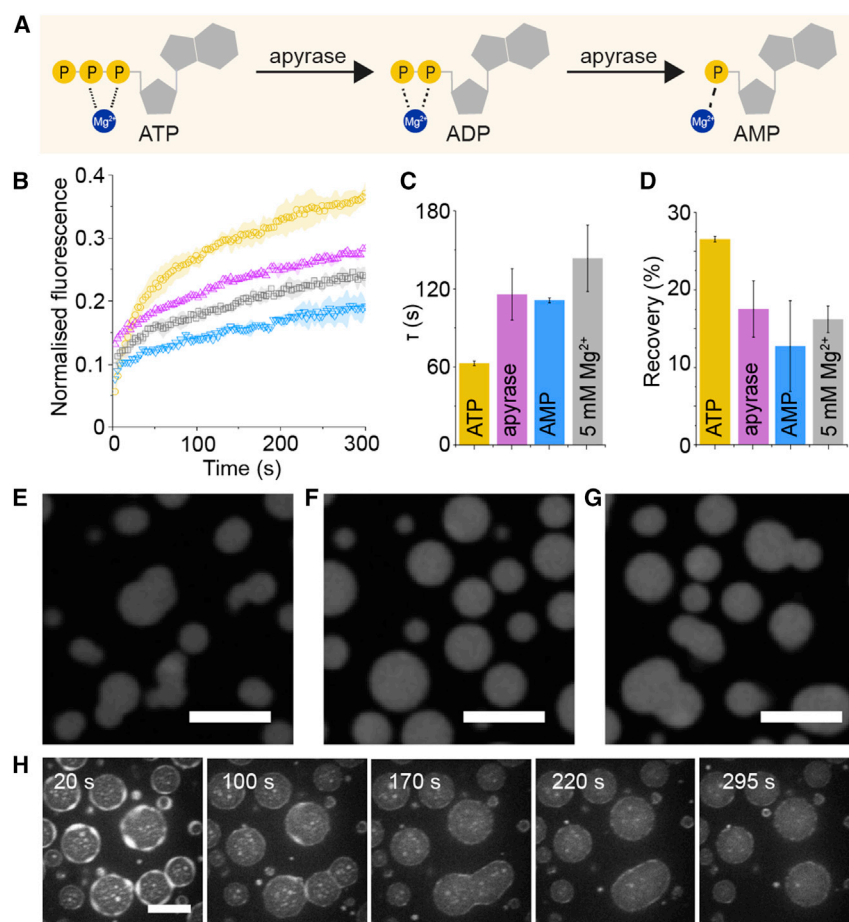 A
P P P
Mg2+
ATP
apyrase
P P
Mg2+
ADP
apyrase
P
Mg2+
AMP
B
Normalised fluorescence
0.4
0.3
0.2
0.1
0
0 100 200 300
Time (s)
C
τ (s)
180
120
60
0
ATP
apyrase
AMP
5 mM Mg2+
D
Recovery (%)
30
20
10
0
ATP
apyrase
AMP
5 mM Mg2+
E F G
H
20 s 100 s 170 s 220 s 295 s